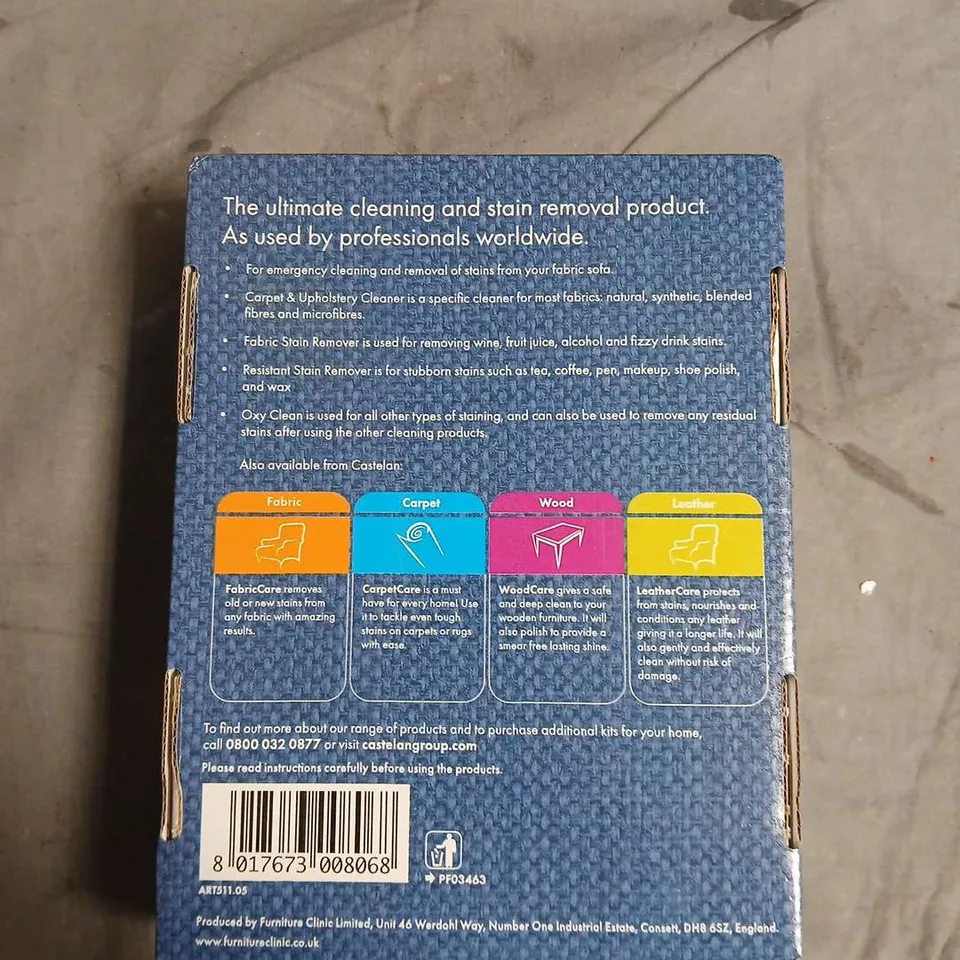 The ultimate cleaning and stain removal product.
As used by professionals worldwide.
• For emergency cleaning and removal of stains from your fabric sofa.
• Carpet & Upholstery Cleaner is a specific cleaner for most fabrics: natural, synthetic, blended
fibres and microfibres.
• Fabric Stain Remover is used for removing wine, fruit juice, alcohol and fizzy drink stains.
• Resistant Stain Remover is for stubborn stains such as tea, coffee, pen, makeup, shoe polish,
and wax
• Oxy Clean is used for all other types of staining, and can also be used to remove any residual
stains after using the other cleaning products.
Also available from Castelan:
Fabric
FabricCare removes
old or new stains from
any fabric with amazing
results.
Carpet
CarpetCare is a must
have for every home! Use
it to tackle even tough
stains on carpets or rugs
with ease.
Wood
WoodCare gives a safe
and deep clean to your
wooden furniture. It will
also polish to provide a
smear free lasting shine.
Leather
LeatherCare protects
from stains, nourishes and
conditions any leather
giving it a longer life. It will
also gently and effectively
clean without risk of
damage.
To find out more about our range of products and to purchase additional kits for your home,
call 0800 032 0877 or visit castelangroup.com
Please read instructions carefully before using the products.
8 017673 008068
PF03463
ART511.05
Produced by Furniture Clinic Limited, Unit 46 Werdohl Way, Number One Industrial Estate, Consett, DH8 6SZ, England.
www.furnitureclinic.co.uk